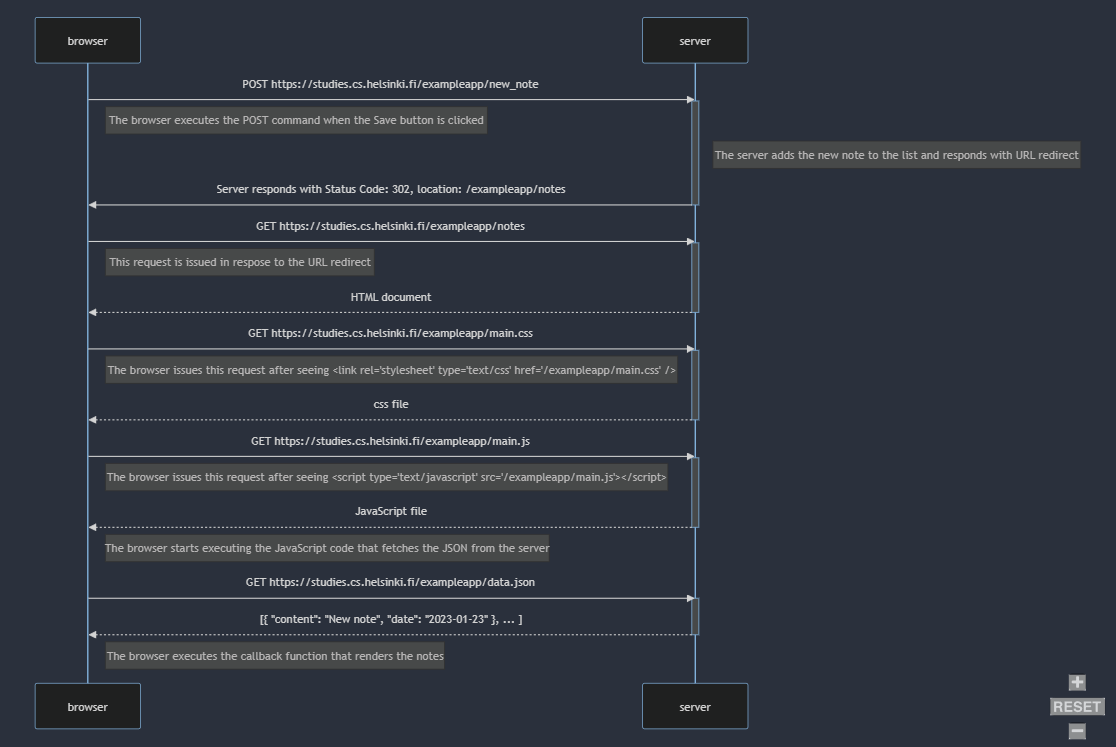 browser
server
POST https://studies.cs.helsinki.fi/exampleapp/new_note
The browser executes the POST command when the Save button is clicked
The server adds the new note to the list and responds with URL redirect
Server responds with Status Code: 302, location: /exampleapp/notes
GET https://studies.cs.helsinki.fi/exampleapp/notes
This request is issued in respose to the URL redirect
HTML document
GET https://studies.cs.helsinki.fi/exampleapp/main.css
The browser issues this request after seeing <link rel='stylesheet' type='text/css' href='/exampleapp/main.css' />
css file
GET https://studies.cs.helsinki.fi/exampleapp/main.js
The browser issues this request after seeing <script type='text/javascript' src='/exampleapp/main.js'></script>
JavaScript file
The browser starts executing the JavaScript code that fetches the JSON from the server
GET https://studies.cs.helsinki.fi/exampleapp/data.json
[{ "content": "New note", "date": "2023-01-23" }, ... ]
The browser executes the callback function that renders the notes
browser
server
+
RESET
−